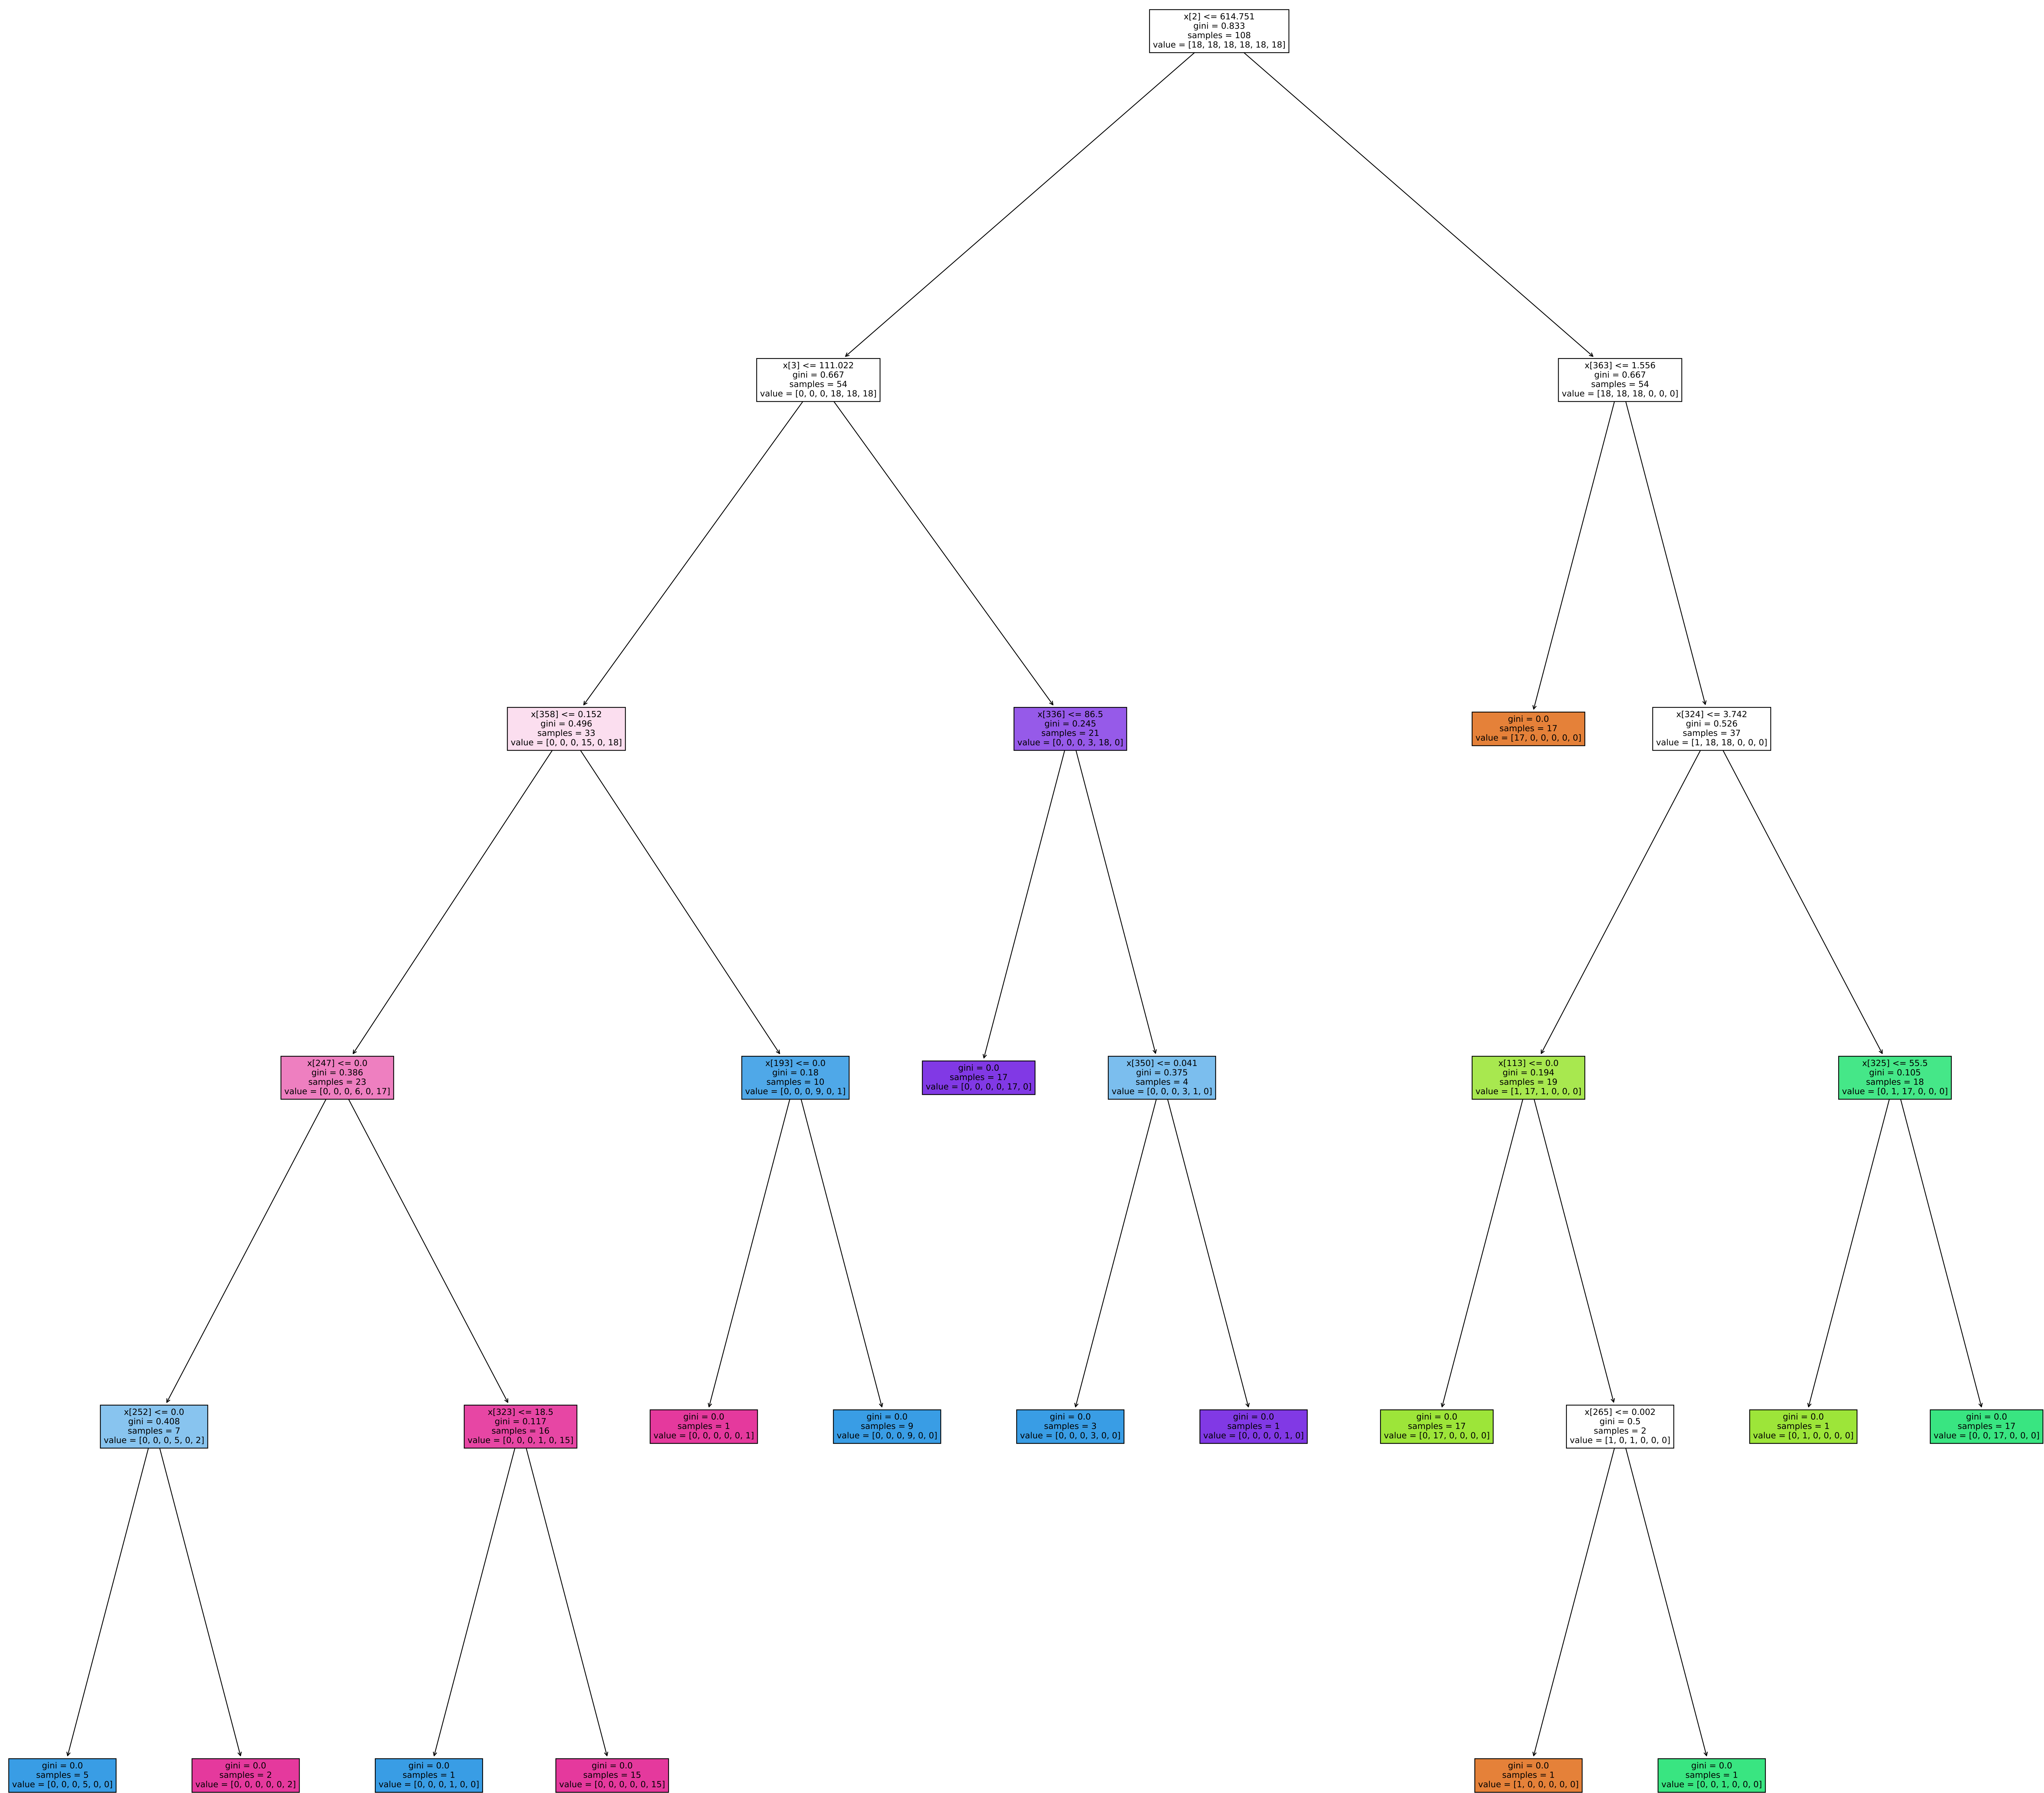 x[2] <= 614.751
gini = 0.833
samples = 108
value = [18, 18, 18, 18, 18, 18]
x[3] <= 111.022
gini = 0.667
samples = 54
value = [0, 0, 0, 18, 18, 18]
x[363] <= 1.556
gini = 0.667
samples = 54
value = [18, 18, 18, 0, 0, 0]
x[358] <= 0.152
gini = 0.496
samples = 33
value = [0, 0, 0, 15, 0, 18]
x[336] <= 86.5
gini = 0.245
samples = 21
value = [0, 0, 0, 3, 18, 0]
gini = 0.0
samples = 17
value = [17, 0, 0, 0, 0, 0]
x[324] <= 3.742
gini = 0.526
samples = 37
value = [1, 18, 18, 0, 0, 0]
x[247] <= 0.0
gini = 0.386
samples = 23
value = [0, 0, 0, 6, 0, 17]
x[193] <= 0.0
gini = 0.18
samples = 10
value = [0, 0, 0, 9, 0, 1]
gini = 0.0
samples = 17
value = [0, 0, 0, 0, 17, 0]
x[350] <= 0.041
gini = 0.375
samples = 4
value = [0, 0, 0, 3, 1, 0]
x[113] <= 0.0
gini = 0.194
samples = 19
value = [1, 17, 1, 0, 0, 0]
x[325] <= 55.5
gini = 0.105
samples = 18
value = [0, 1, 17, 0, 0, 0]
x[252] <= 0.0
gini = 0.408
samples = 7
value = [0, 0, 0, 5, 0, 2]
x[323] <= 18.5
gini = 0.117
samples = 16
value = [0, 0, 0, 1, 0, 15]
gini = 0.0
samples = 1
value = [0, 0, 0, 0, 0, 1]
gini = 0.0
samples = 9
value = [0, 0, 0, 9, 0, 0]
gini = 0.0
samples = 3
value = [0, 0, 0, 3, 0, 0]
gini = 0.0
samples = 1
value = [0, 0, 0, 0, 1, 0]
gini = 0.0
samples = 17
value = [0, 17, 0, 0, 0, 0]
x[265] <= 0.002
gini = 0.5
samples = 2
value = [1, 0, 1, 0, 0, 0]
gini = 0.0
samples = 1
value = [0, 1, 0, 0, 0, 0]
gini = 0.0
samples = 17
value = [0, 0, 17, 0, 0, 0]
gini = 0.0
samples = 5
value = [0, 0, 0, 5, 0, 0]
gini = 0.0
samples = 2
value = [0, 0, 0, 0, 0, 2]
gini = 0.0
samples = 1
value = [0, 0, 0, 1, 0, 0]
gini = 0.0
samples = 15
value = [0, 0, 0, 0, 0, 15]
gini = 0.0
samples = 1
value = [1, 0, 0, 0, 0, 0]
gini = 0.0
samples = 1
value = [0, 0, 1, 0, 0, 0]